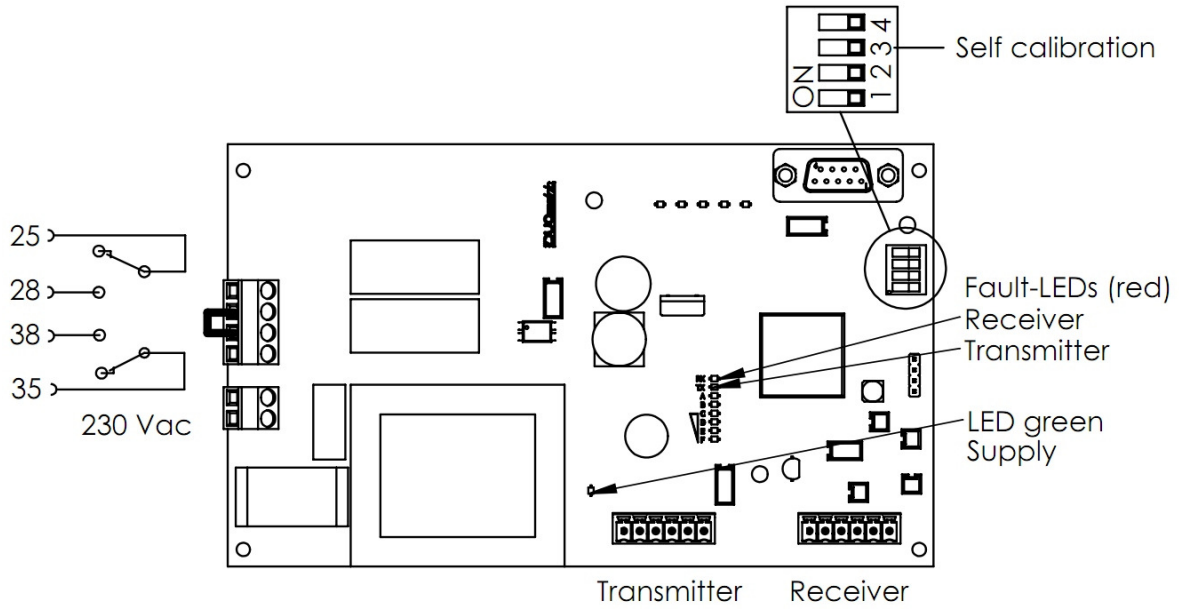 4
3
2
1
ON
Self calibration
25
28
38
35
230 Vac
Fault-LEDs (red)
Receiver
Transmitter
LED green
Supply
Transmitter
Receiver